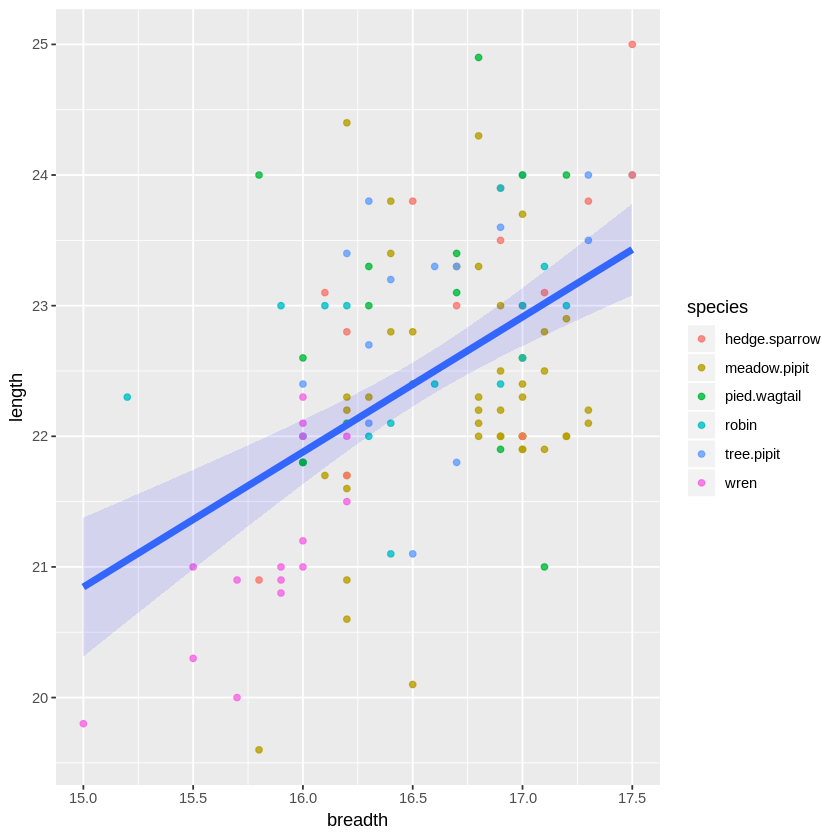 25
24
23
22
21
20
length
15.0 15.5 16.0 16.5 17.0 17.5
breadth
species
hedge.sparrow
meadow.pipit
pied.wagtail
robin
tree.pipit
wren